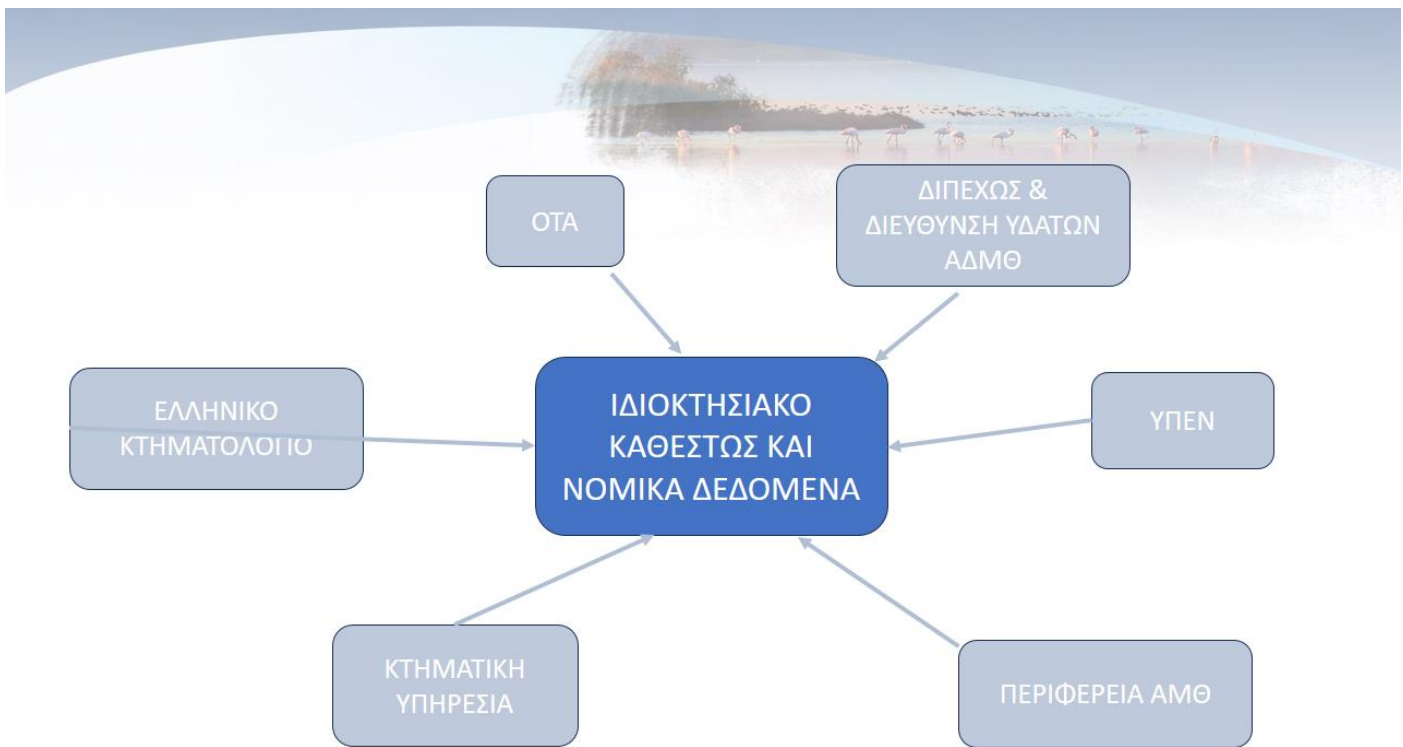 ΟΤΑ
ΔΙΠΕΧΩΣ &
ΔΙΕΥΘΥΝΣΗ ΥΔΑΤΩΝ
ΑΔΜΘ
ΕΛΛΗΝΙΚΟ
ΚΤΗΜΑΤΟΛΟΓΙΟ
ΙΔΙΟΚΤΗΣΙΑΚΟ
ΚΑΘΕΣΤΩΣ ΚΑΙ
ΝΟΜΙΚΑ ΔΕΔΟΜΕΝΑ
ΥΠΕΝ
ΚΤΗΜΑΤΙΚΗ
ΥΠΗΡΕΣΙΑ
ΠΕΡΙΦΕΡΕΙΑ ΑΜΘ